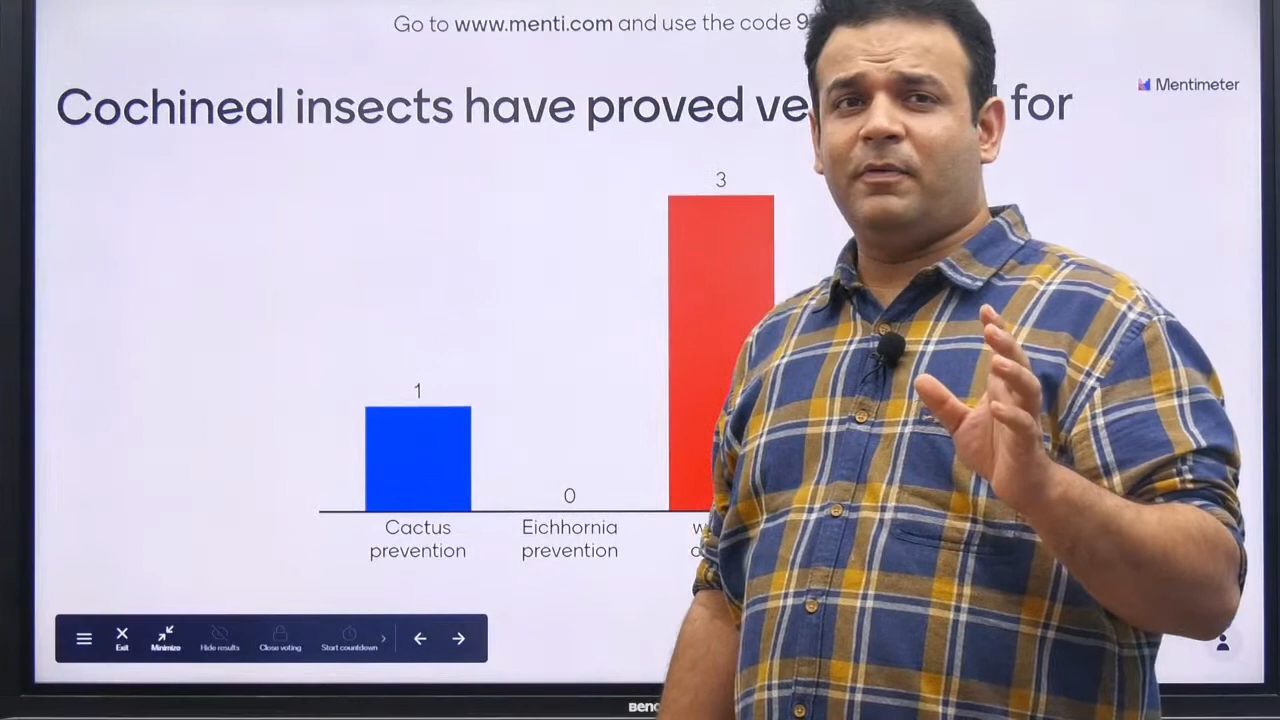 Go to www.menti.com and use the code 9
Mentimeter
Cochineal insects have proved ve for
3
1
0
Cactus
prevention
Eichhornia
prevention
Exit
Minimize
Hide results
Close voting
Start countdown